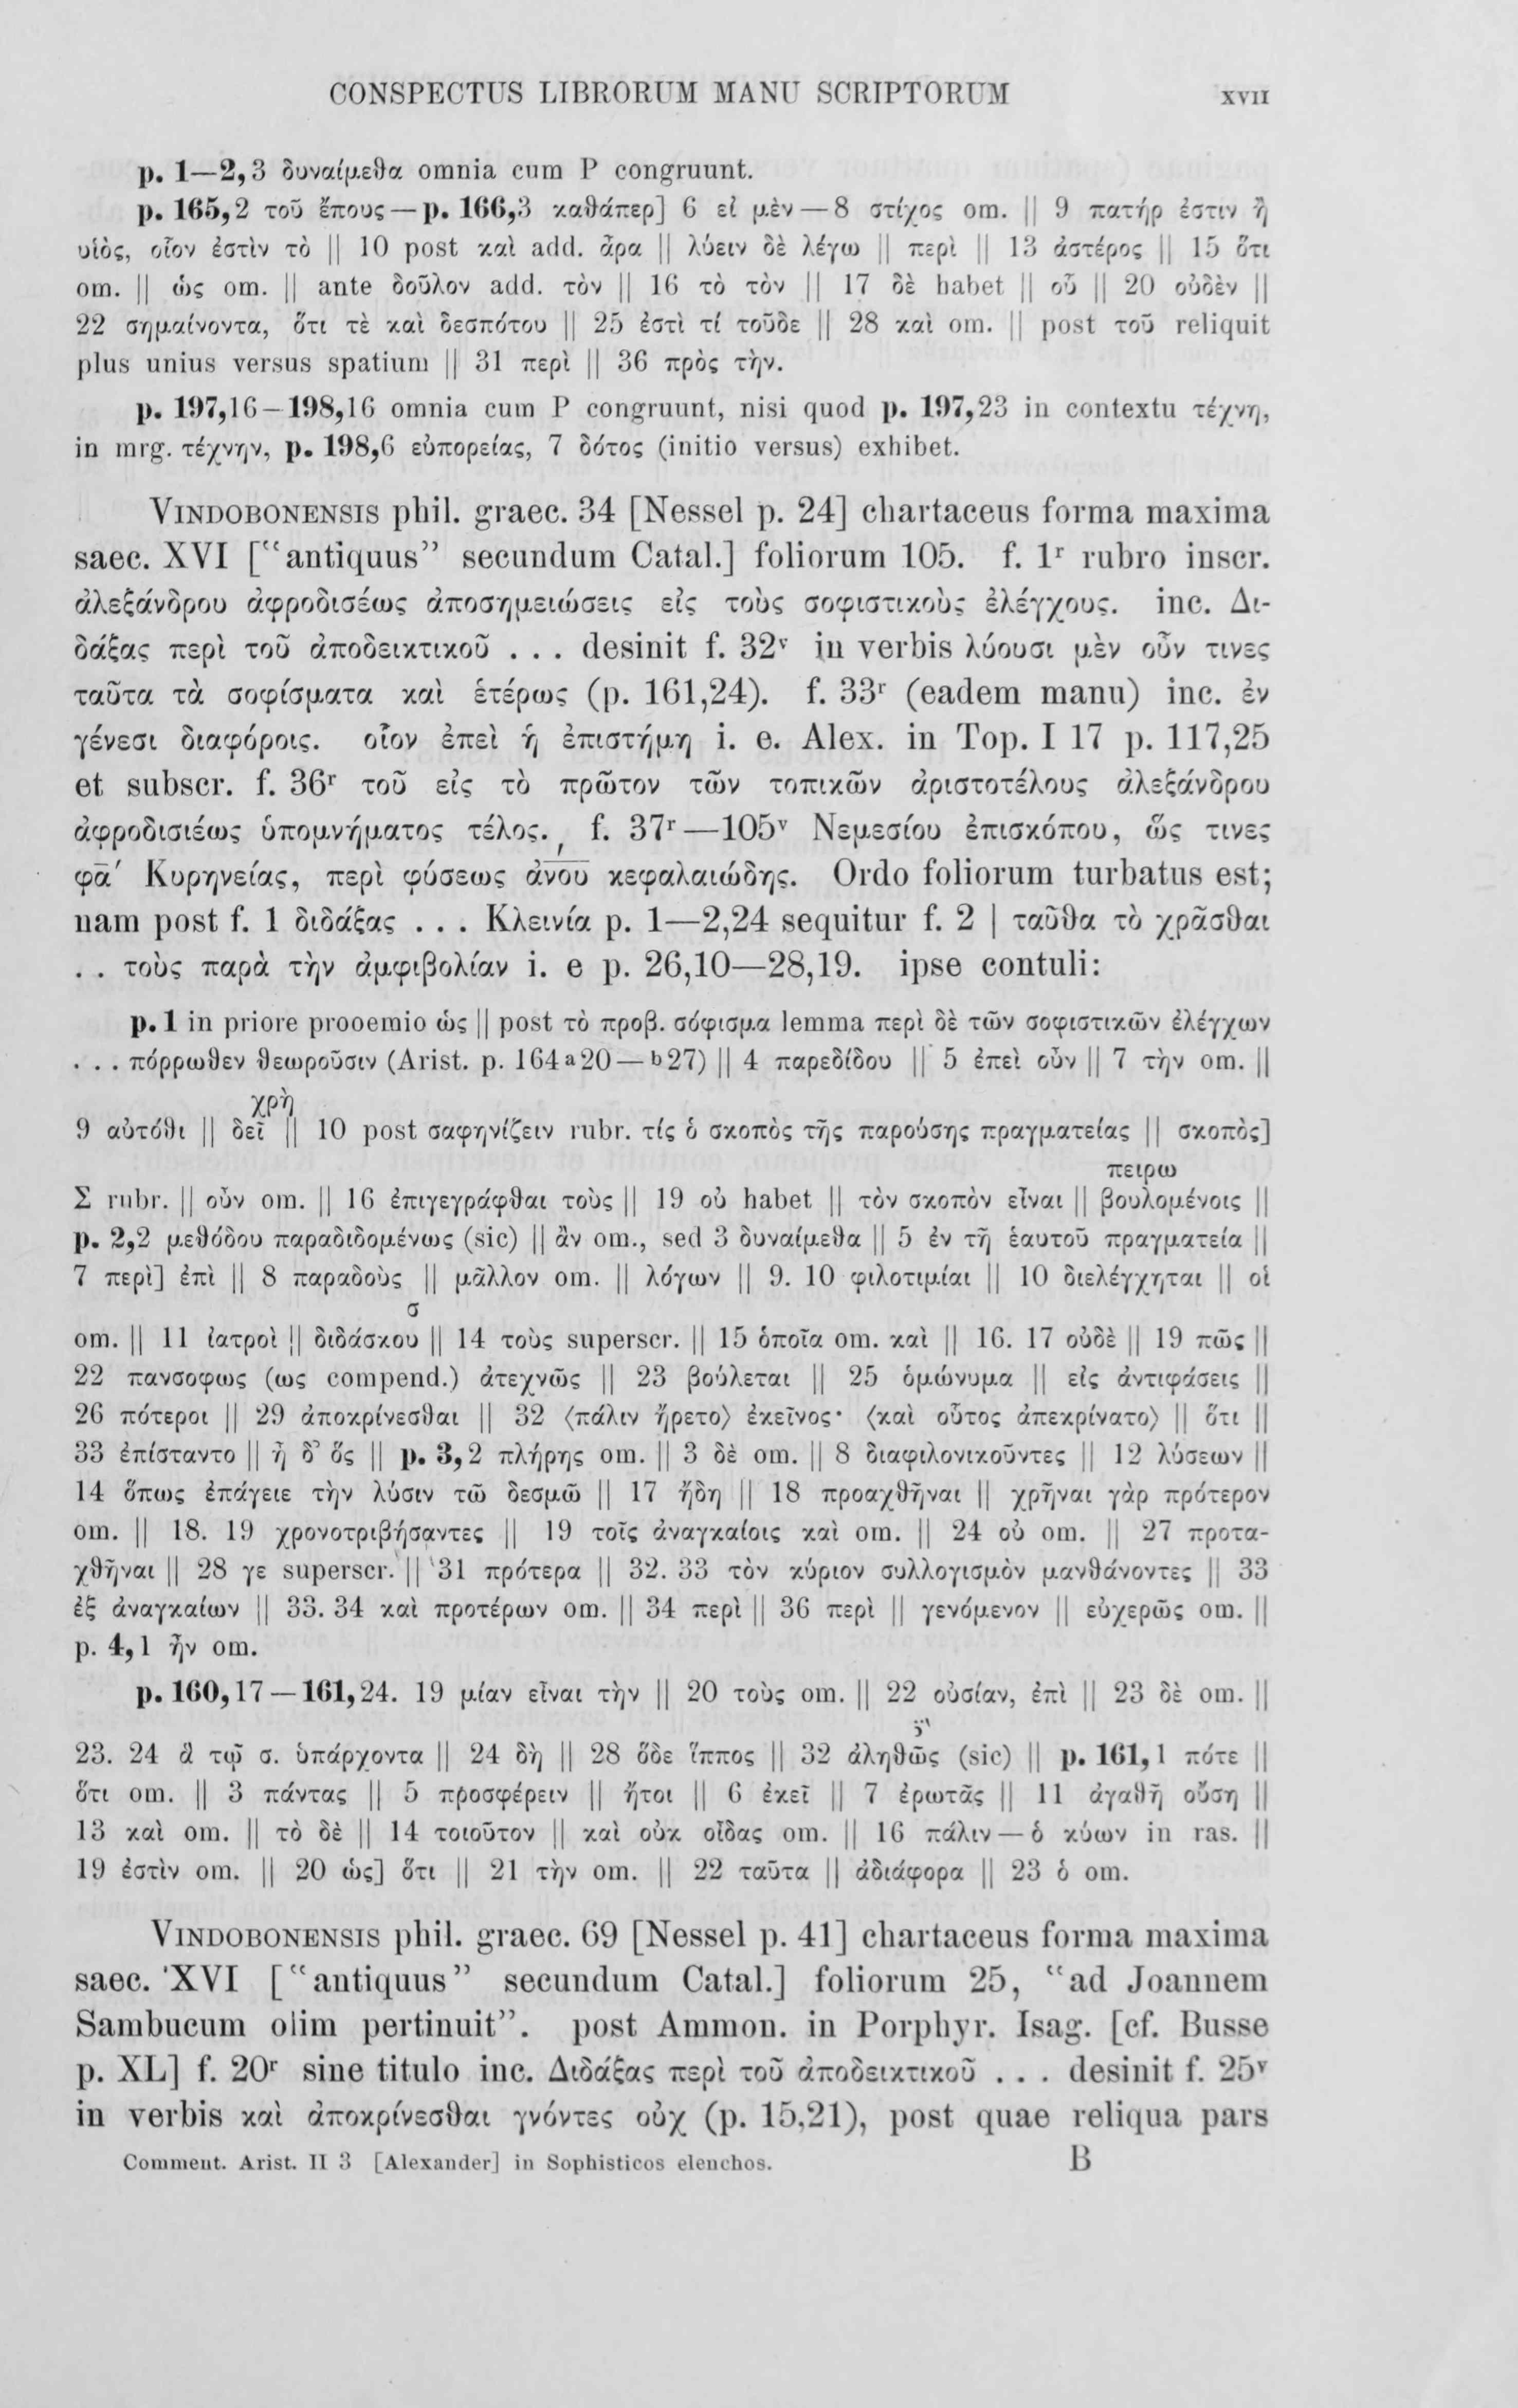 CONSPECTUS LIBRORUM MANU SCRIPTORUM XVII
p. 1—2,3 δυναίμεθα omnia cum P congruunt.
p. 165,2 τοῦ ἔπους — p. 166,3 καθάπερ] 6 εἰ μὲν — 8 στίχος om. || 9 πατήρ ἐστιν ἢ
υἱὸς, οἷον ἐστὶν τὸ || 10 post καὶ add. ἆρα || λύειν δὲ λέγω || περὶ || 13 ἀστέρος || 15 ὅτι
om. || ὡς om. || ante δοῦλον add. τὸν || 16 τὸ τὸν || 17 δὲ habet || οὗ || 20 οὐδὲν ||
22 σημαίνοντα, ὅτι τὲ καὶ δεσπότου || 25 ἐστὶ τί τοῦδε || 28 καὶ om. || post τοῦ reliquit
plus unius versus spatium || 31 περὶ || 36 πρὸς τὴν.
p. 197,16 — 198,16 omnia cum P congruunt, nisi quod p. 197,23 in contextu τέχνη,
in mrg. τέχνην, p. 198,6 εὐπορείας, 7 δότος (initio versus) exhibet.
VINDOBONENSIS phil. graec. 34 [Nessel p. 24] chartaceus forma maxima
saec. XVI [“antiquus” secundum Catal.] foliorum 105. f. 1r rubro inscr.
ἀλεξάνδρου ἀφροδισέως ἀποσημειώσεις εἰς τοὺς σοφιστικοὺς ἐλέγχους. inc. Δι-
δάξας περὶ τοῦ ἀποδεικτικοῦ . . . desinit f. 32v in verbis λύουσι μὲν οὖν τινες
ταῦτα τὰ σοφίσματα καὶ ἑτέρως (p. 161,24). f. 33r (eadem manu) inc. ἐν
γένεσι διαφόροις. οἷον ἐπεὶ ἡ ἐπιστήμη i. e. Alex. in Top. I 17 p. 117,25
et subscr. f. 36r τοῦ εἰς τὸ πρῶτον τῶν τοπικῶν ἀριστοτέλους ἀλεξάνδρου
ἀφροδισιέως ὑπομνήματος τέλος. f. 37r—105v Νεμεσίου ἐπισκόπου, ὥς τινες
φᾱ′ Κυρηνείας, περὶ φύσεως ἀ̅ν̅ο̅υ̅ κεφαλαιώδης. Ordo foliorum turbatus est;
nam post f. 1 διδάξας . . . Κλεινία p. 1—2,24 sequitur f. 2 | ταῦθα τὸ χρᾶσθαι
. . τοὺς παρὰ τὴν ἀμφιβολίαν i. e p. 26,10—28,19. ipse contuli:
p. 1 in priore prooemio ὡς || post τὸ προβ. σόφισμα lemma περὶ δὲ τῶν σοφιστικῶν ἐλέγχων
. . . πόρρωθεν θεωροῦσιν (Arist. p. 164a20 — b27) || 4 παρεδίδου || 5 ἐπεὶ οὖν || 7 τὴν om. ||
χρὴ
9 αὐτόθι || δεῖ || 10 post σαφηνίζειν rubr. τίς ὁ σκοπὸς τῆς παρούσης πραγματείας || σκοπὸς]
πειρω
Σ rubr. || οὖν om. || 16 ἐπιγεγράφθαι τοὺς || 19 οὐ habet || τὸν σκοπὸν εἶναι || βουλομένοις ||
p. 2,2 μεθόδου παραδιδομένως (sic) || ἂν om., sed 3 δυναίμεθα || 5 ἐν τῆ ἑαυτοῦ πραγματεία ||
7 περὶ] ἐπὶ || 8 παραδοὺς || μᾶλλον om. || λόγων || 9. 10 φιλοτιμίαι || 10 διελέγχηται || οἱ
σ
om. || 11 ἰατροὶ || διδάσκου || 14 τοὺς superscr. || 15 ὁποῖα om. καὶ || 16. 17 οὐδὲ || 19 πῶς ||
22 πανσοφως (ως compend.) ἀτεχνῶς || 23 βούλεται || 25 ὁμώνυμα || εἰς ἀντιφάσεις ||
26 πότεροι || 29 ἀποκρίνεσθαι || 32 ⟨πάλιν ἤρετο⟩ ἐκεῖνος· ⟨καὶ οὗτος ἀπεκρίνατο⟩ || ὅτι ||
33 ἐπίσταντο || ἦ δ’ ὅς || p. 3,2 πλήρης om. || 3 δὲ om. || 8 διαφιλονικοῦντες || 12 λύσεων ||
14 ὅπως ἐπάγειε τὴν λύσιν τῶ δεσμῶ || 17 ἤδη || 18 προαχθῆναι || χρῆναι γὰρ πρότερον
om. || 18. 19 χρονοτριβήσαντες || 19 τοῖς ἀναγκαίοις καὶ om. || 24 οὐ om. || 27 προτα-
χθῆναι || 28 γε superscr. || 31 πρότερα || 32. 33 τὸν κύριον συλλογισμὸν μανθάνοντες || 33
ἐξ ἀναγκαίων || 33. 34 καὶ προτέρων om. || 34 περὶ || 36 περὶ || γενόμενον || εὐχερῶς om. ||
p. 4,1 ἦν om.
p. 160,17 — 161,24. 19 μίαν εἶναι τὴν || 20 τοὺς om. || 22 οὐσίαν, ἐπὶ || 23 δὲ om. ||
23. 24 ἃ τῷ σ. ὑπάρχοντα || 24 δὴ || 28 ὅδε ἵππος || 32 ἀληθῶς (sic) || p. 161,1 πότε ||
ὅτι om. || 3 πάντας || 5 προσφέρειν || ἤτοι || 6 ἐκεῖ || 7 ἐρωτᾶς || 11 ἀγαθῆ οὔση ||
13 καὶ om. || τὸ δὲ || 14 τοιοῦτον || καὶ οὐκ οἶδας om. || 16 πάλιν — ὁ κύων in ras. ||
19 ἐστὶν om. || 20 ὡς] ὅτι || 21 τὴν om. || 22 ταῦτα || ἀδιάφορα || 23 ὁ om.
VINDOBONENSIS phil. graec. 69 [Nessel p. 41] chartaceus forma maxima
saec. XVI [“antiquus” secundum Catal.] foliorum 25, “ad Joannem
Sambucum olim pertinuit”. post Ammon. in Porphyr. Isag. [cf. Busse
p. XL] f. 20r sine titulo inc. Διδάξας περὶ τοῦ ἀποδεικτικοῦ . . . desinit f. 25v
in verbis καὶ ἀποκρίνεσθαι γνόντες οὐχ (p. 15,21), post quae reliqua pars
Comment. Arist. II 3 [Alexander] in Sophisticos elenchos. B